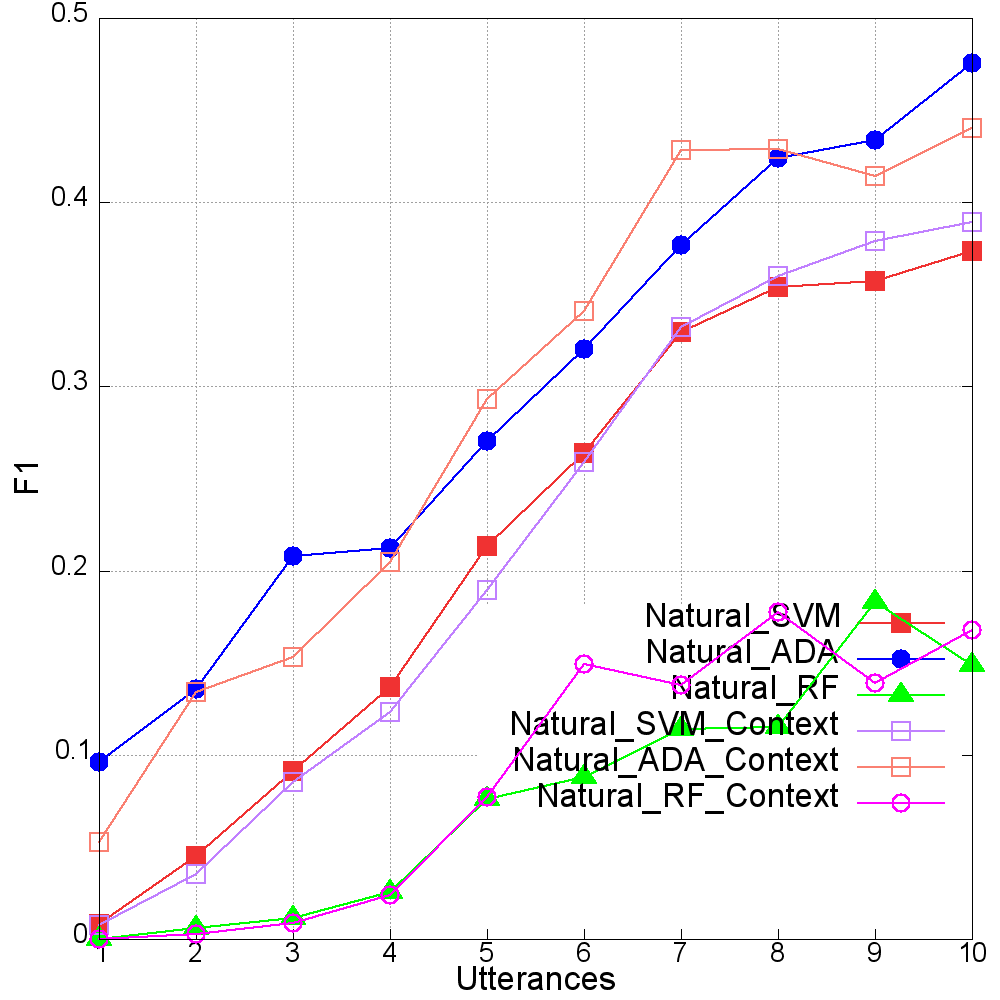 0.5
0.4
0.3
0.2
0.1
0
F1
Natural_SVM
Natural_ADA
Natural_RF
Natural_SVM_Context
Natural_ADA_Context
Natural_RF_Context
1 2 3 4 5 6 7 8 9 10
Utterances